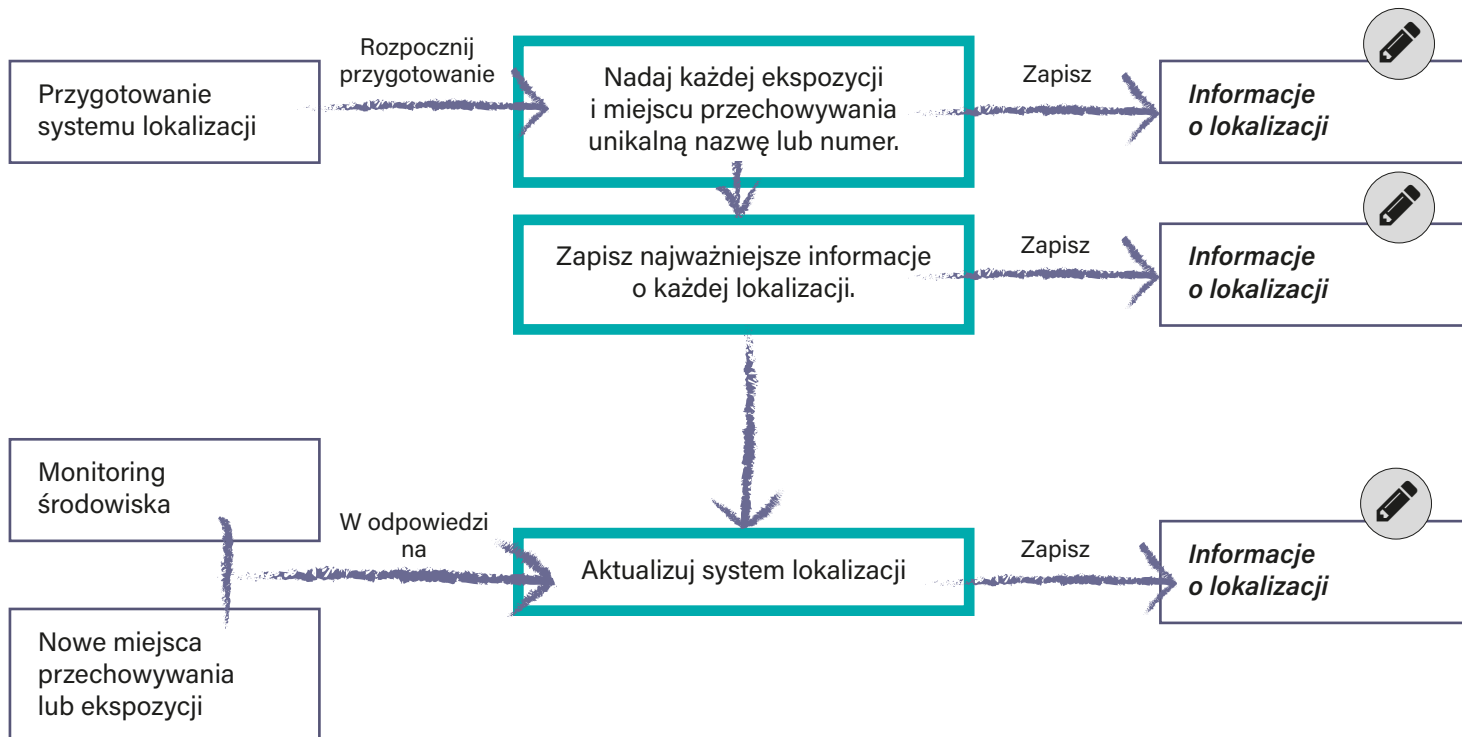 Przygotowanie
systemu lokalizacji
Rozpocznij
przygotowanie
Nadaj każdej ekspozycji
i miejscu przechowywania
unikalną nazwę lub numer.
Zapisz
Informacje
o lokalizacji
Zapisz najważniejsze informacje
o każdej lokalizacji.
Zapisz
Informacje
o lokalizacji
Monitoring
środowiska
Nowe miejsca
przechowywania
lub ekspozycji
W odpowiedzi
na
Aktualizuj system lokalizacji
Zapisz
Informacje
o lokalizacji